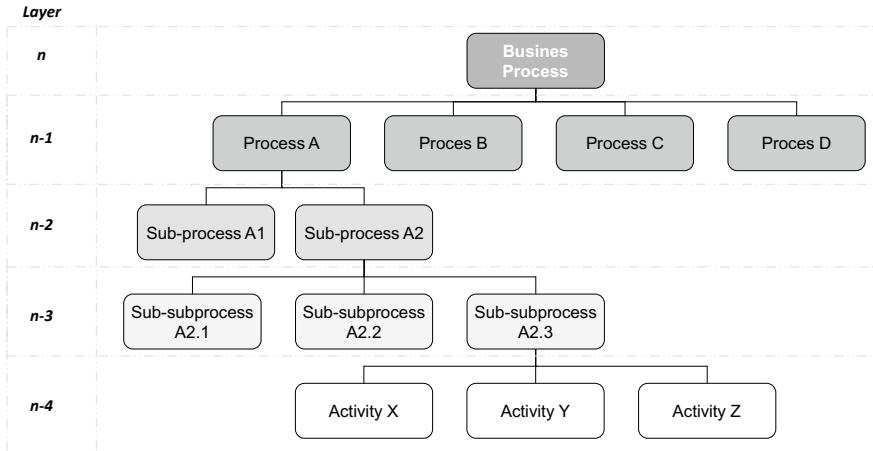 Layer
n
Busines
Process
n-1
Process A
Proces B
Process C
Proces D
n-2
Sub-process A1
Sub-process A2
n-3
Sub-subprocess
A2.1
Sub-subprocess
A2.2
Sub-subprocess
A2.3
n-4
Activity X
Activity Y
Activity Z